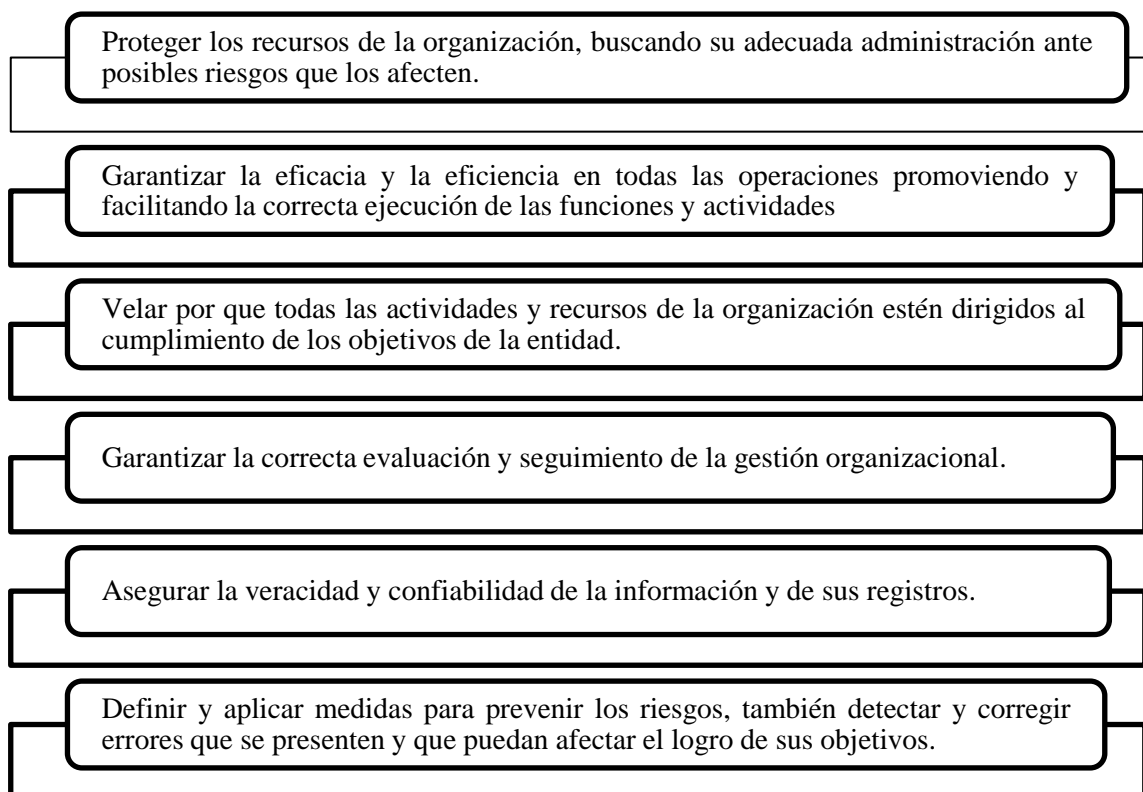 Proteger los recursos de la organización, buscando su adecuada administración ante
posibles riesgos que los afecten.
Garantizar la eficacia y la eficiencia en todas las operaciones promoviendo y
facilitando la correcta ejecución de las funciones y actividades
Velar por que todas las actividades y recursos de la organización estén dirigidos al
cumplimiento de los objetivos de la entidad.
Garantizar la correcta evaluación y seguimiento de la gestión organizacional.
Asegurar la veracidad y confiabilidad de la información y de sus registros.
Definir y aplicar medidas para prevenir los riesgos, también detectar y corregir
errores que se presenten y que puedan afectar el logro de sus objetivos.